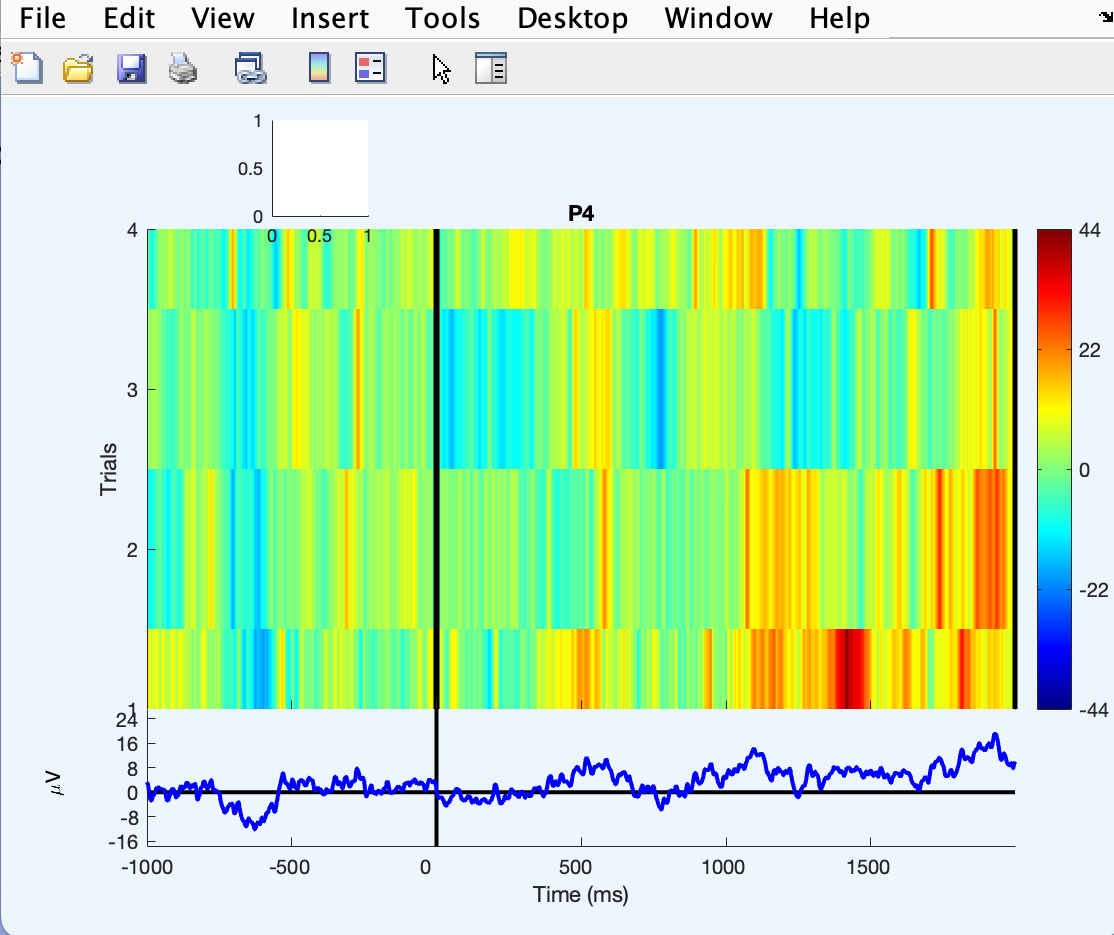 File Edit View Insert Tools Desktop Window Help
1
0.5
0
0 0.5 1
P4
4
3
2
1
Trials
44
22
0
-22
-44
24
16
8
0
-8
-16
μV
-1000 -500 0 500 1000 1500
Time (ms)